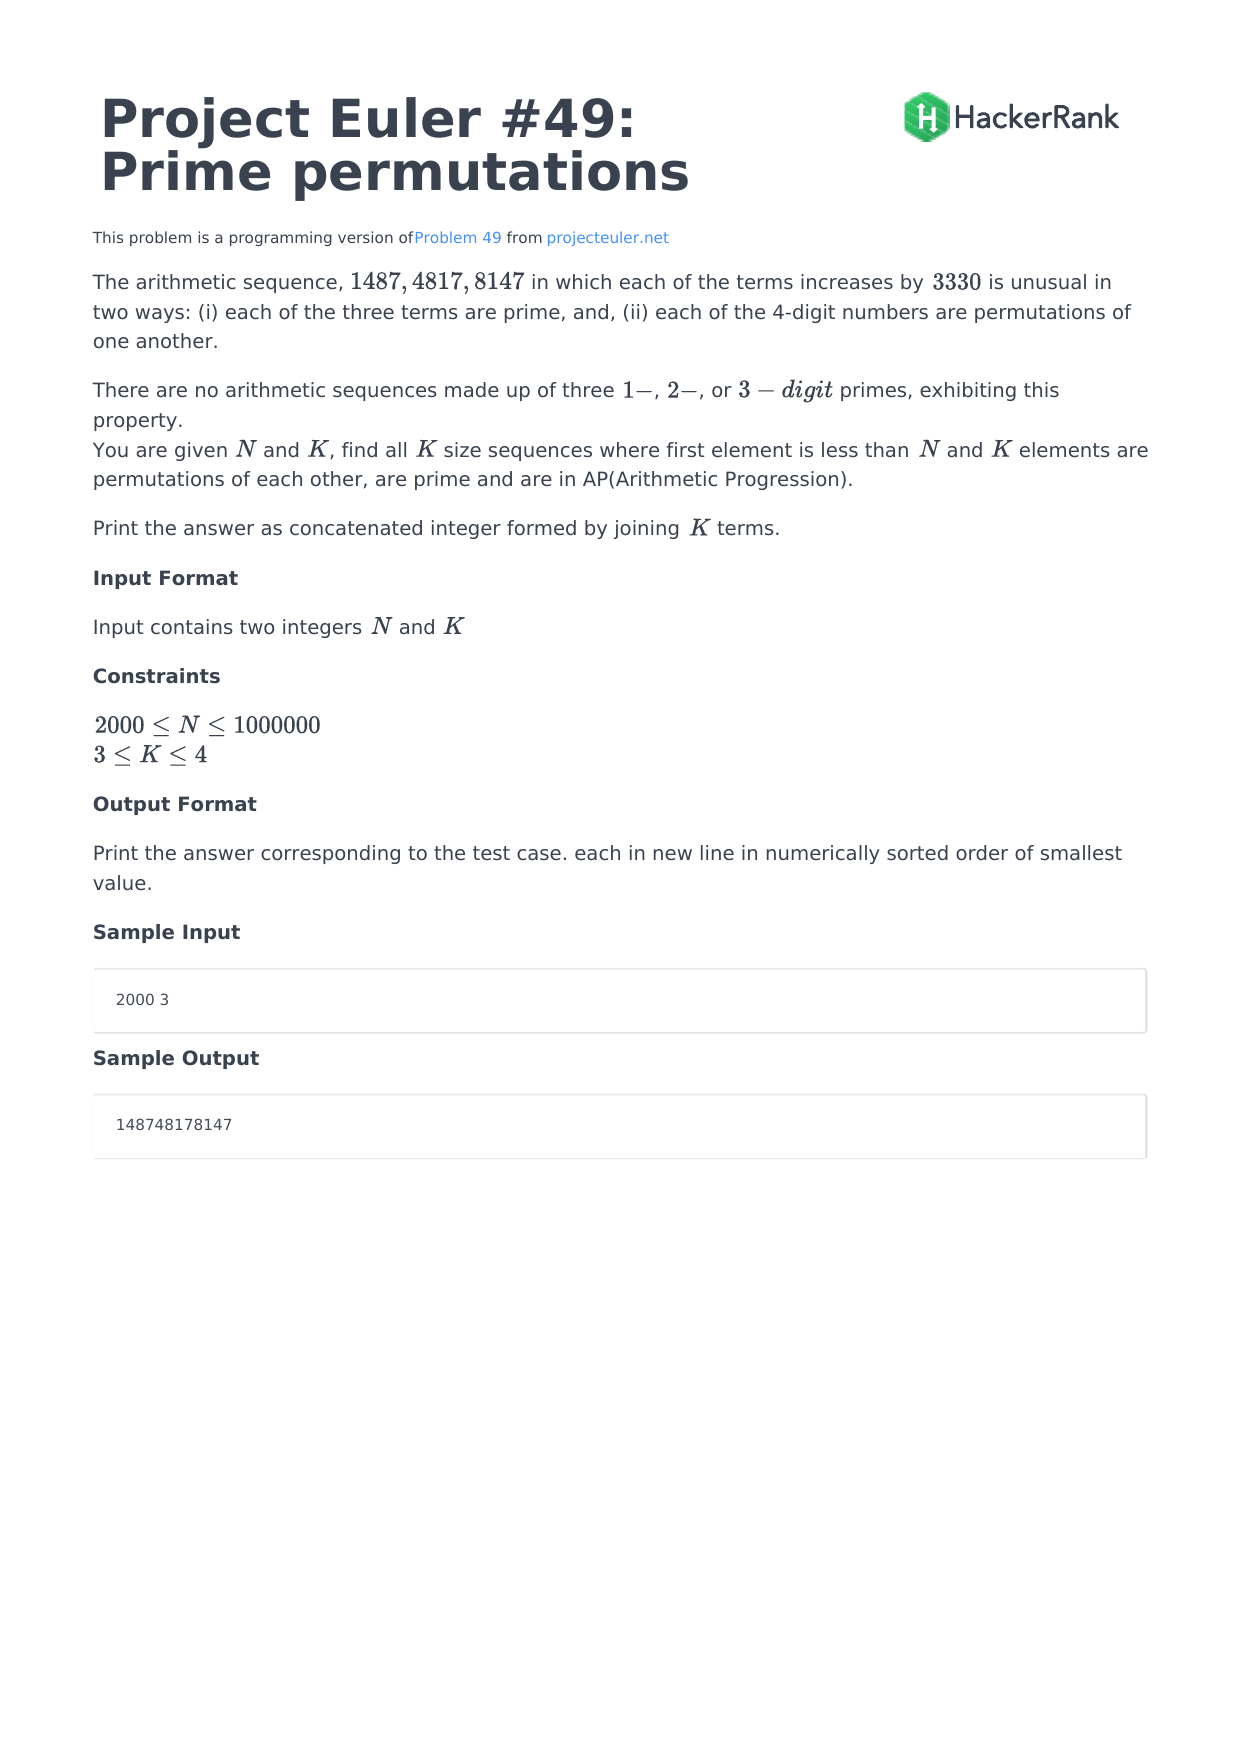 Project Euler #49:
Prime permutations
HackerRank
This problem is a programming version ofProblem 49 from projecteuler.net
The arithmetic sequence, 1487, 4817, 8147 in which each of the terms increases by 3330 is unusual in
two ways: (i) each of the three terms are prime, and, (ii) each of the 4-digit numbers are permutations of
one another.
There are no arithmetic sequences made up of three 1−, 2−, or 3 − digit primes, exhibiting this
property.
You are given N and K, find all K size sequences where first element is less than N and K elements are
permutations of each other, are prime and are in AP(Arithmetic Progression).
Print the answer as concatenated integer formed by joining K terms.
Input Format
Input contains two integers N and K
Constraints
2000 ≤ N ≤ 1000000
3 ≤ K ≤ 4
Output Format
Print the answer corresponding to the test case. each in new line in numerically sorted order of smallest
value.
Sample Input
2000 3
Sample Output
148748178147